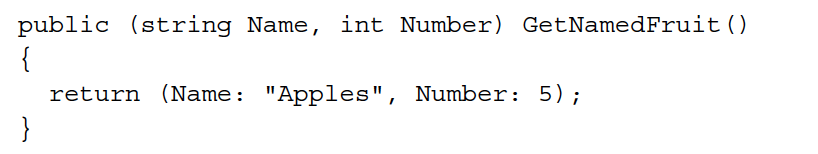 public (string Name, int Number) GetNamedFruit()
{
  return (Name: "Apples", Number: 5);
}